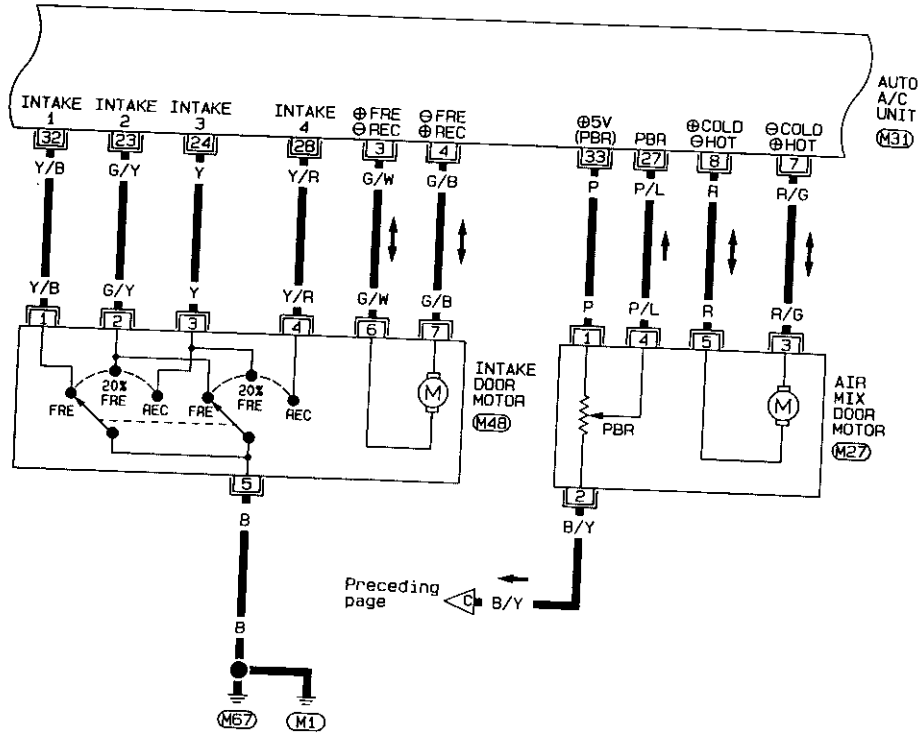 AUTO
A/C
UNIT
M31
INTAKE 1
INTAKE 2
INTAKE 3
INTAKE 4
⊕FRE ⊖REC
⊖FRE ⊕REC
⊕5V (PBR)
PBR
⊕COLD ⊖HOT
⊖COLD ⊕HOT
32 23 24 28 3 4 33 27 8 7
Y/B G/Y Y Y/R G/W G/B P P/L R R/G
Y/B G/Y Y Y/R G/W G/B P P/L R R/G
1 2 3 4 6 7 1 4 5 3
FRE
20% FRE
REC
FRE
20% FRE
REC
M
INTAKE
DOOR
MOTOR
M48
PBR
M
AIR
MIX
DOOR
MOTOR
M27
5
2
B
B/Y
Preceding
page
C
B/Y
B
M67
M1